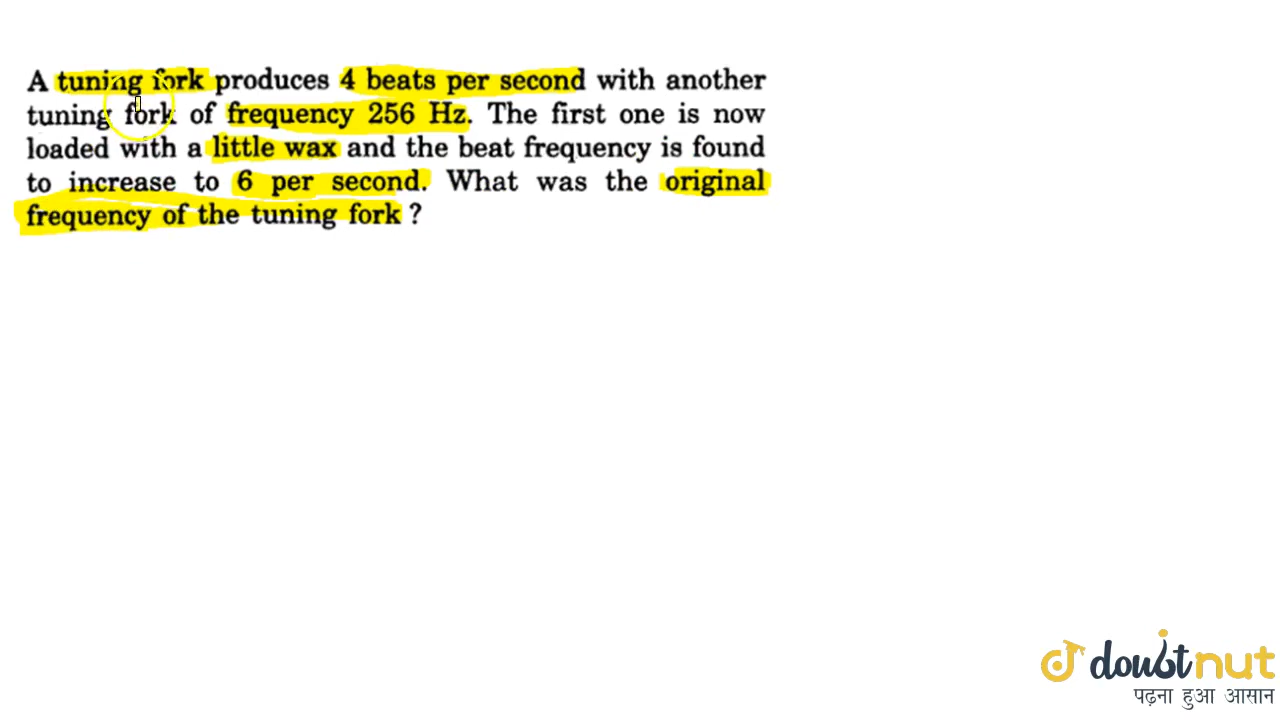 A tuning fork produces 4 beats per second with another
tuning fork of frequency 256 Hz. The first one is now
loaded with a little wax and the beat frequency is found
to increase to 6 per second. What was the original
frequency of the tuning fork ?
doubtnut
पढ़ना हुआ आसान